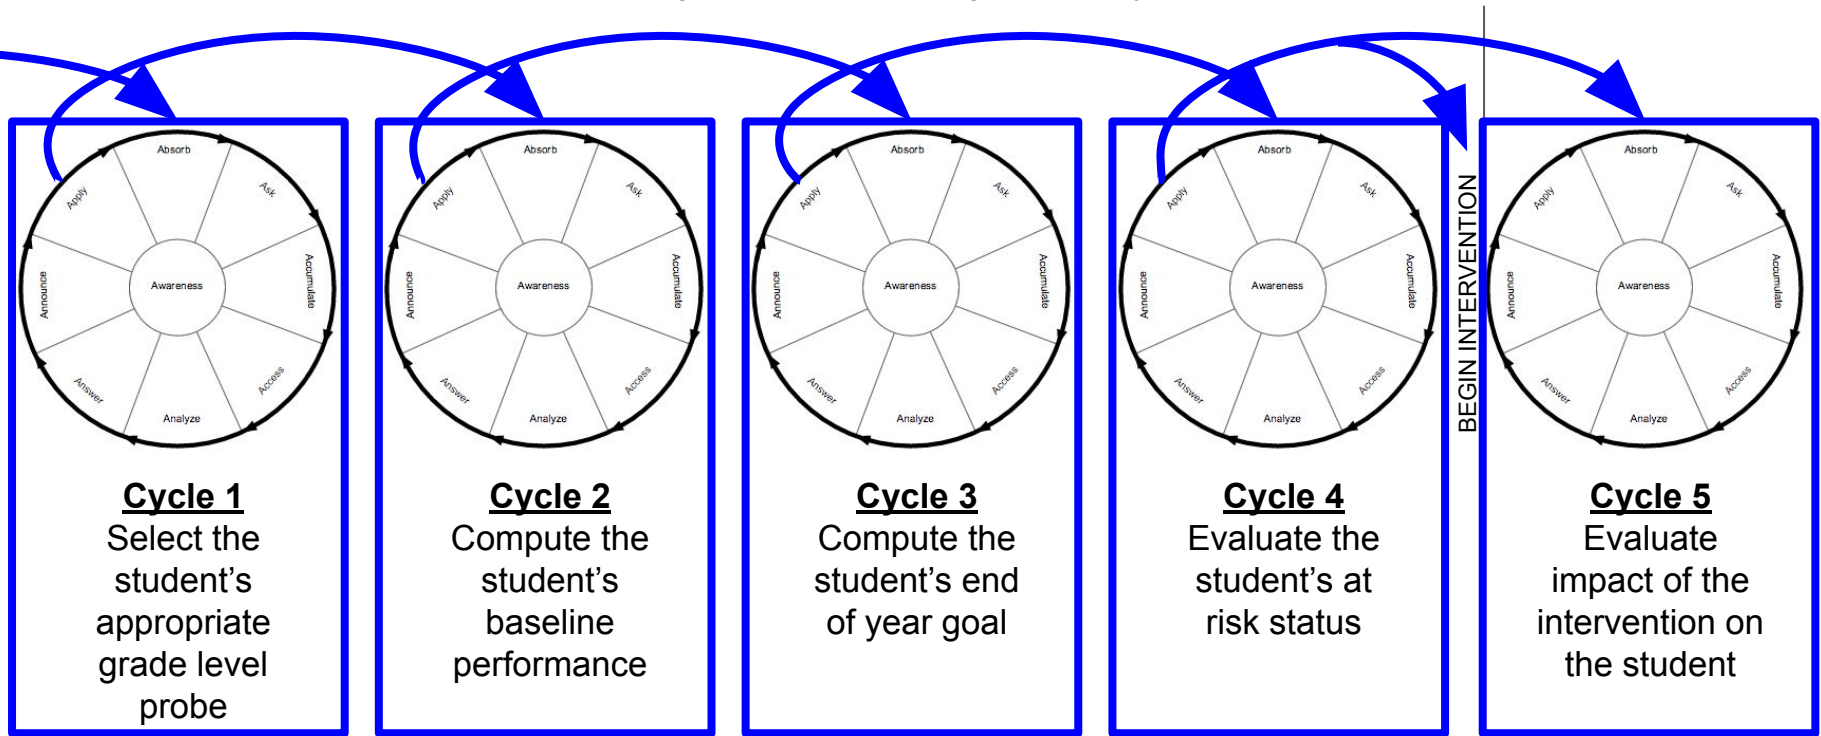 Absorb
Ask
Accumulate
Access
Analyze
Answer
Announce
Apply
Awareness
Cycle 1
Select the
student’s
appropriate
grade level
probe
Absorb
Ask
Accumulate
Access
Analyze
Answer
Announce
Apply
Awareness
Cycle 2
Compute the
student’s
baseline
performance
Absorb
Ask
Accumulate
Access
Analyze
Answer
Announce
Apply
Awareness
Cycle 3
Compute the
student’s end
of year goal
Absorb
Ask
Accumulate
Access
Analyze
Answer
Announce
Apply
Awareness
Cycle 4
Evaluate the
student’s at
risk status
BEGIN INTERVENTION
Absorb
Ask
Accumulate
Access
Analyze
Answer
Announce
Apply
Awareness
Cycle 5
Evaluate
impact of the
intervention on
the student